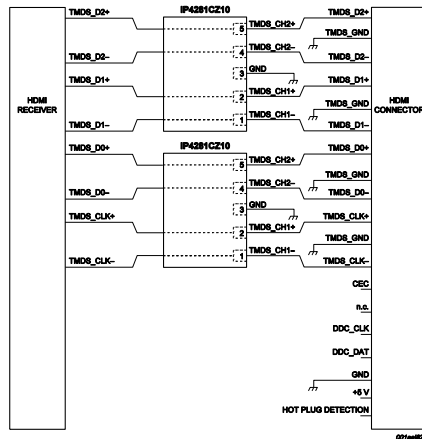 IP4281CZ10
TMDS_D2+
5
TMDS_CH2+
TMDS_D2+
TMDS_GND
TMDS_D2−
4
TMDS_CH2−
TMDS_D2−
3
GND
TMDS_D1+
2
TMDS_CH1+
TMDS_D1+
TMDS_GND
HDMI
RECEIVER
HDMI
CONNECTOR
TMDS_D1−
1
TMDS_CH1−
TMDS_D1−
IP4281CZ10
TMDS_D0+
5
TMDS_CH2+
TMDS_D0+
TMDS_GND
TMDS_D0−
4
TMDS_CH2−
TMDS_D0−
3
GND
TMDS_CLK+
2
TMDS_CH1+
TMDS_CLK+
TMDS_GND
TMDS_CLK−
1
TMDS_CH1−
TMDS_CLK−
CEC
n.c.
DDC_CLK
DDC_DAT
GND
+5 V
HOT PLUG DETECTION